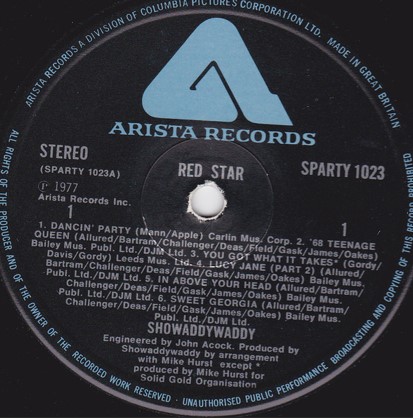 ARISTA RECORDS A DIVISION OF COLUMBIA PICTURES CORPORATION LTD. MADE IN GREAT BRITAIN
ARISTA RECORDS
STEREO
(SPARTY 1023A)
RED STAR
SPARTY 1023
℗ 1977
Arista Records Inc.
1
1
1. DANCIN' PARTY (Mann/Apple) Carlin Mus. Corp. 2. '68 TEENAGE
QUEEN (Allured/Bartram/Challenger/Deas/Field/Gask/James/Oakes)
Bailey Mus. Publ. Ltd./DJM Ltd. 3. YOU GOT WHAT IT TAKES* (Gordy/
Davis/Gordy) Leeds Mus. Ltd. 4. LUCY JANE (PART 2) (Allured/
Bartram/Challenger/Deas/Field/Gask/James/Oakes) Bailey Mus.
Publ. Ltd./DJM Ltd. 5. IN ABOVE YOUR HEAD (Allured/Bartram/
Challenger/Deas/Field/Gask/James/Oakes) Bailey Mus.
Publ. Ltd./DJM Ltd. 6. SWEET GEORGIA (Allured/Bartram/
Challenger/Deas/Field/Gask/James/Oakes) Bailey Mus.
Publ. Ltd./DJM Ltd.
SHOWADDYWADDY
Engineered by John Acock. Produced by
Showaddywaddy by arrangement
with Mike Hurst except *
produced by Mike Hurst for
Solid Gold Organisation
ALL RIGHTS OF THE PRODUCER AND OF THE OWNER OF THE RECORDED WORK RESERVED · UNAUTHORISED PUBLIC PERFORMANCE BROADCASTING AND COPYING OF THIS RECORD PROHIBITED